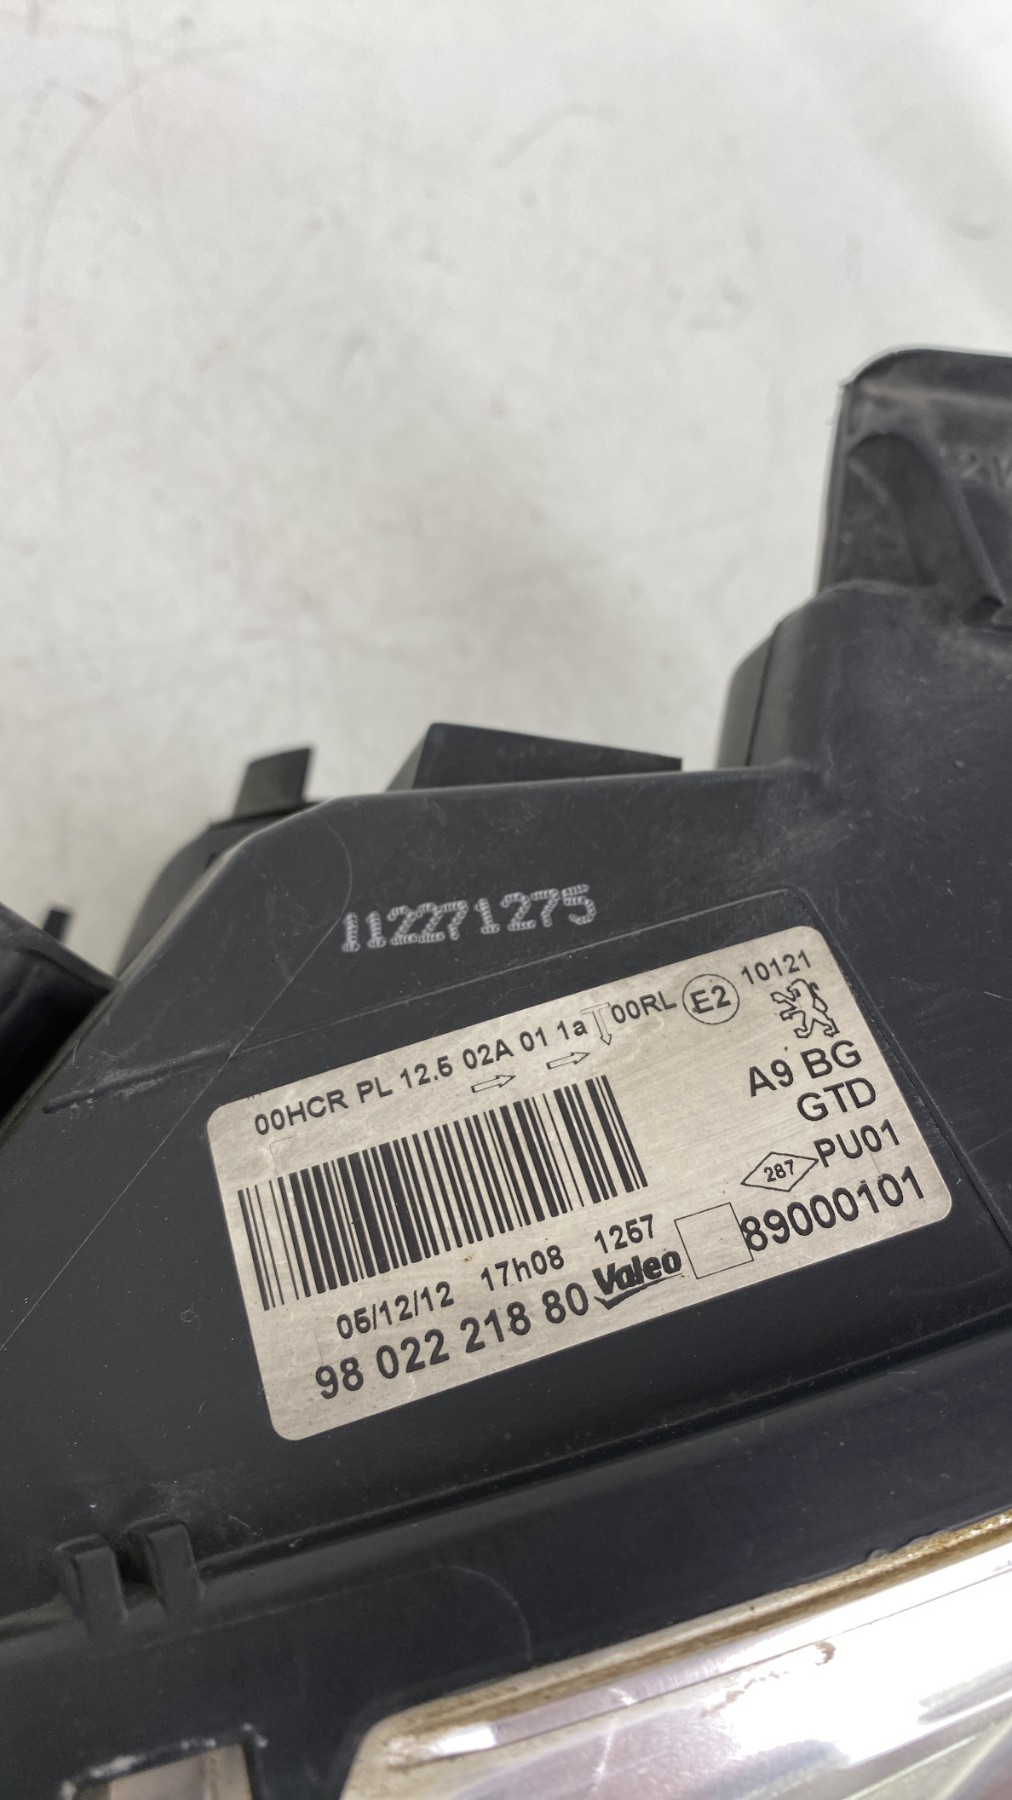 112271275
00HCR PL 12.5 02A 01 1a 00RL E2 10121
A9 BG
GTD
287 PU01
05/12/12 17h08 1257
98 022 218 80 Valeo 89000101